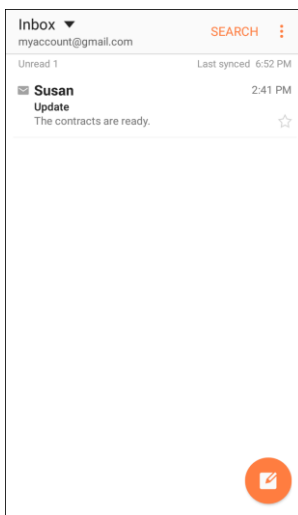 Inbox
SEARCH
myaccount@gmail.com
Unread 1 Last synced 6:52 PM
Susan 2:41 PM
Update
The contracts are ready.